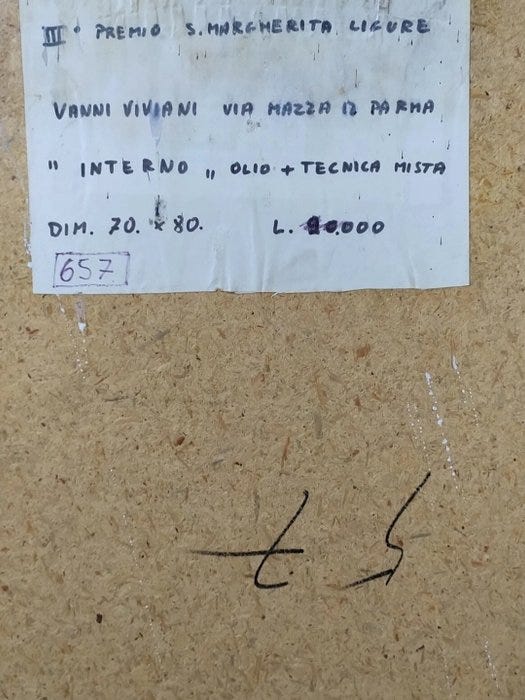 III° PREMIO S. MARGHERITA LIGURE
VANNI VIVIANI VIA MAZZA 12 PARMA
" INTERNO " OLIO + TECNICA MISTA
DIM. 70. x 80. L.
657